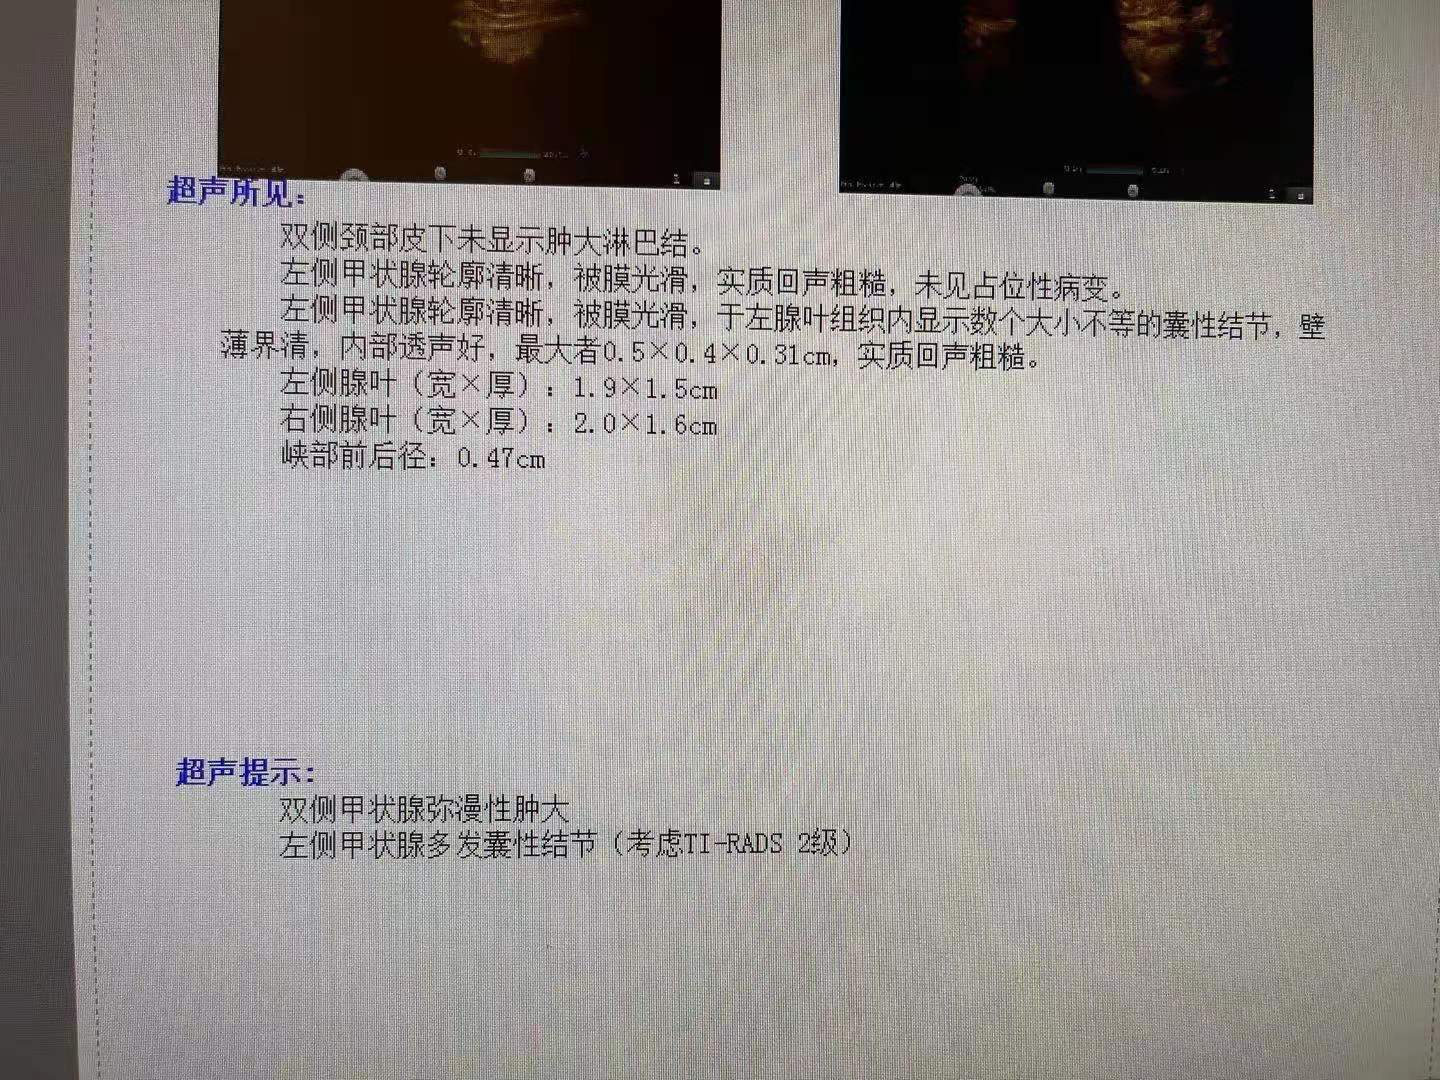 超声所见：
双侧颈部皮下未显示肿大淋巴结。
左侧甲状腺轮廓清晰，被膜光滑，实质回声粗糙，未见占位性病变。
左侧甲状腺轮廓清晰，被膜光滑，于左腺叶组织内显示数个大小不等的囊性结节，壁
薄界清，内部透声好，最大者0.5×0.4×0.31cm，实质回声粗糙。
左侧腺叶（宽×厚）：1.9×1.5cm
右侧腺叶（宽×厚）：2.0×1.6cm
峡部前后径：0.47cm
超声提示：
双侧甲状腺弥漫性肿大
左侧甲状腺多发囊性结节（考虑TI-RADS 2级）